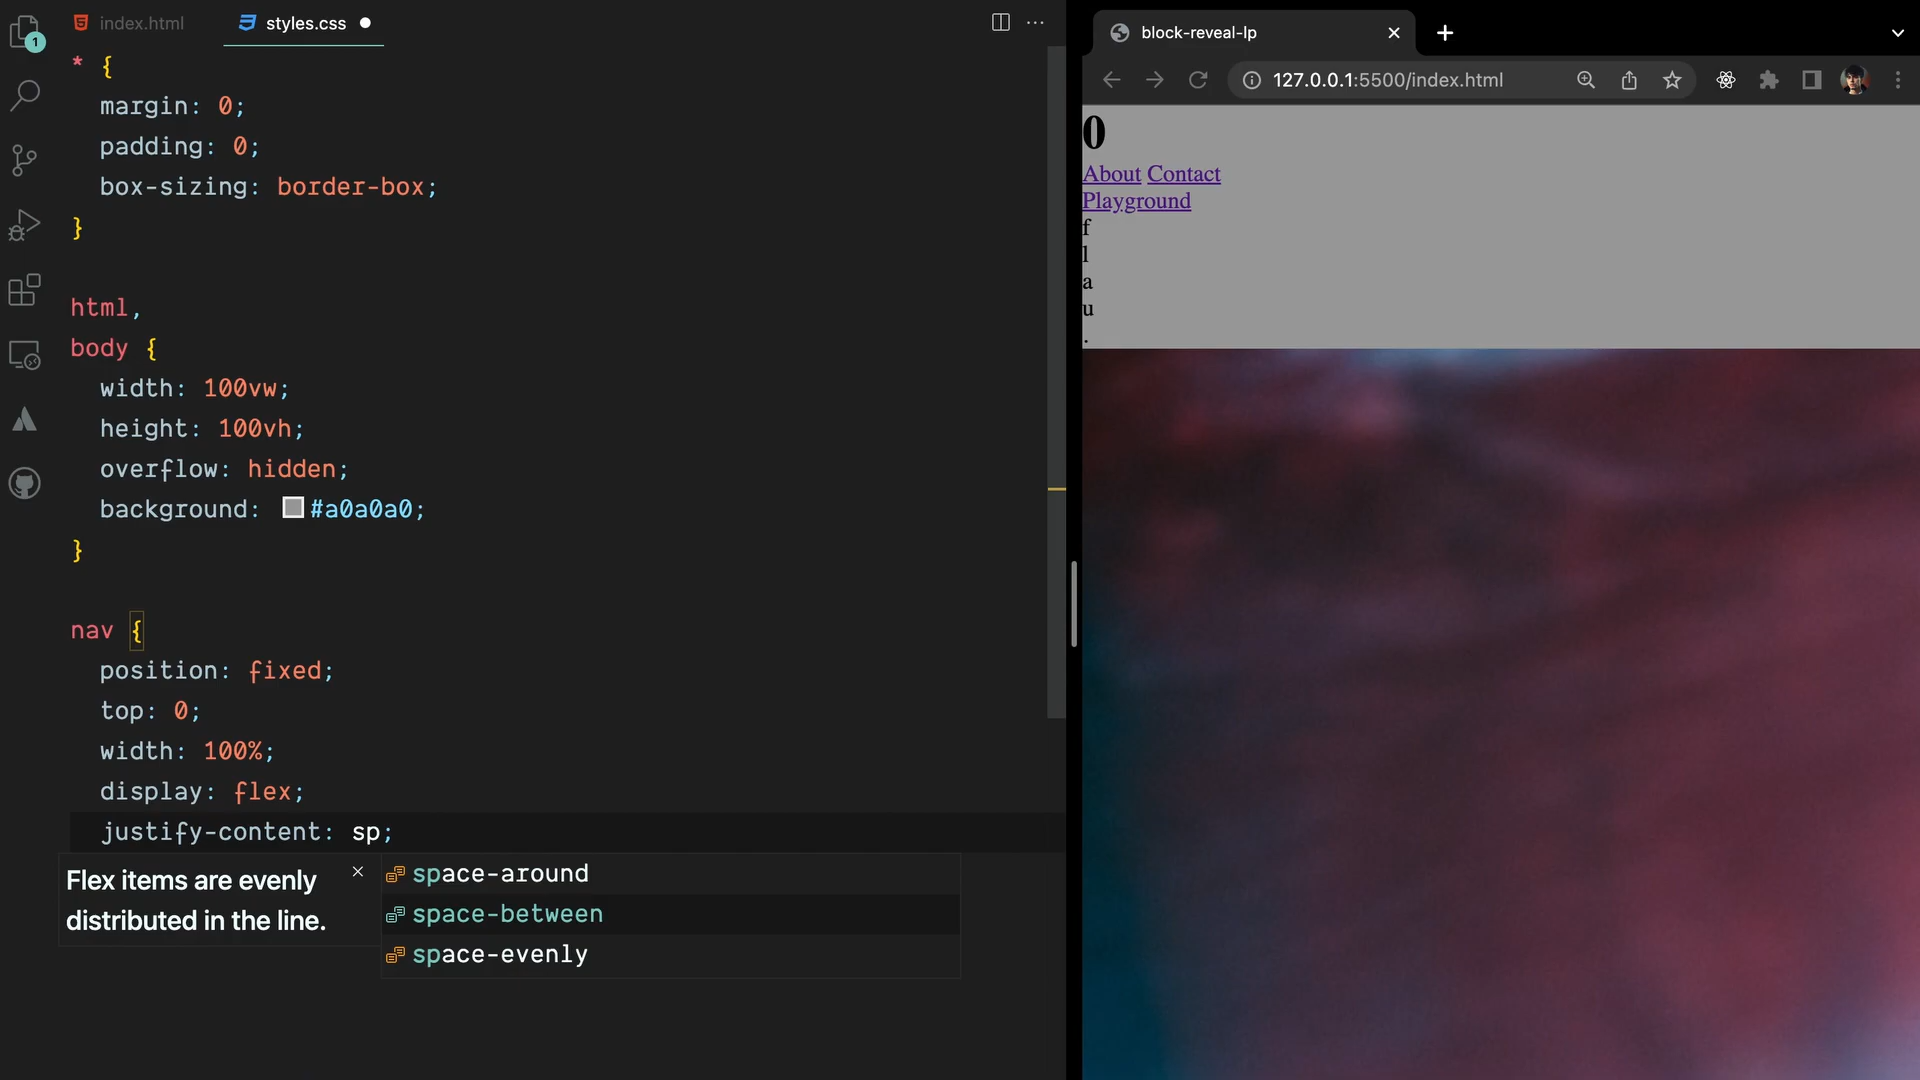 index.html
styles.css
1
* {
margin: 0;
padding: 0;
box-sizing: border-box;
}
html,
body {
width: 100vw;
height: 100vh;
overflow: hidden;
background: #a0a0a0;
}
nav {
position: fixed;
top: 0;
width: 100%;
display: flex;
justify-content: sp;
Flex items are evenly
distributed in the line.
space-around
space-between
space-evenly
block-reveal-lp
127.0.0.1:5500/index.html
0
About Contact
Playground
f
l
a
u
.